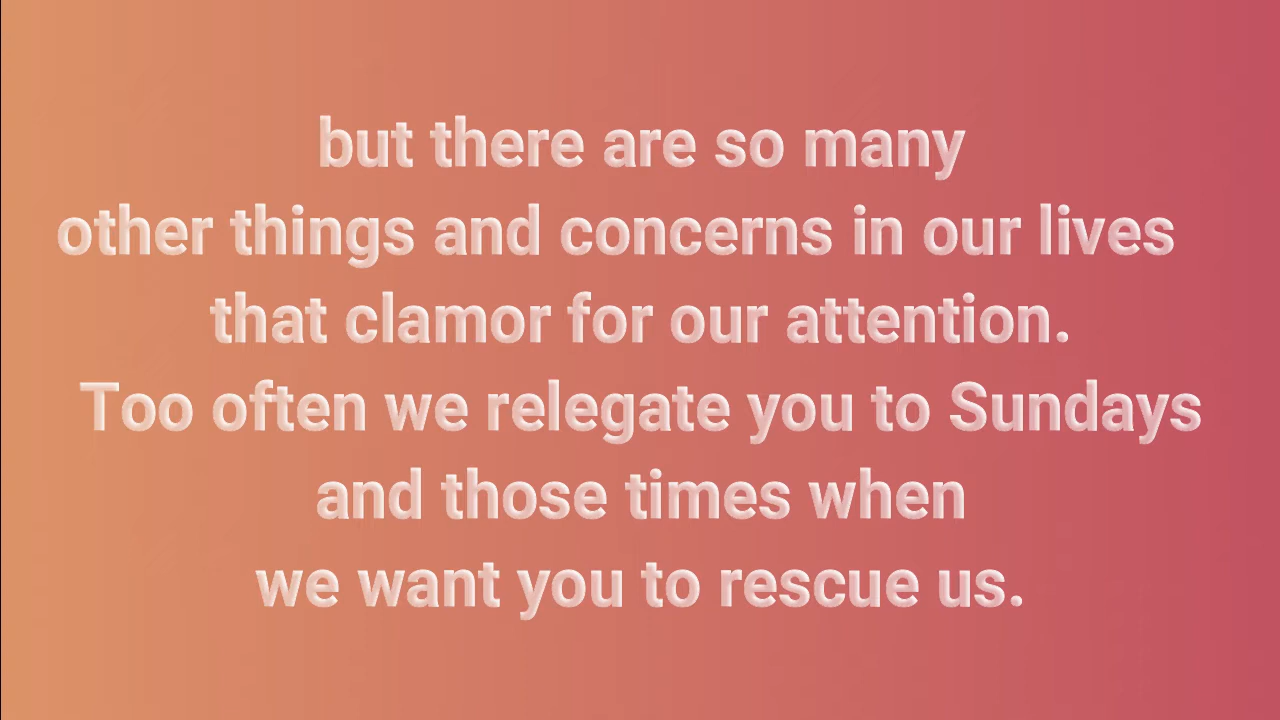 but there are so many
other things and concerns in our lives
that clamor for our attention.
Too often we relegate you to Sundays
and those times when
we want you to rescue us.